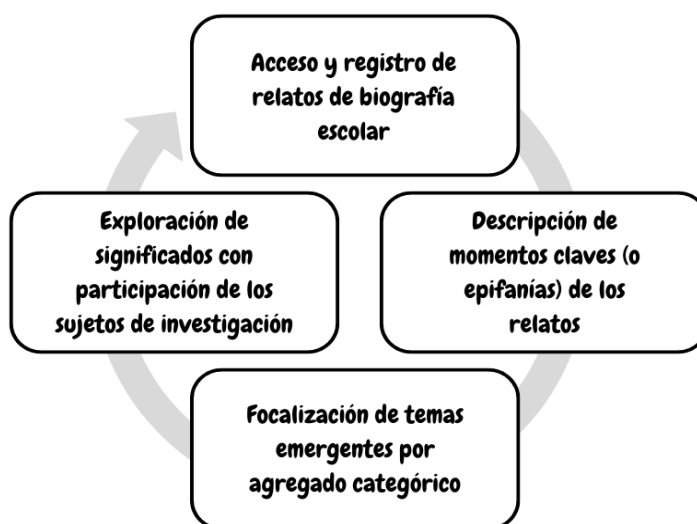 Acceso y registro de
relatos de biografía
escolar
Descripción de
momentos claves (o
epifanías) de los
relatos
Focalización de temas
emergentes por
agregado categórico
Exploración de
significados con
participación de los
sujetos de investigación